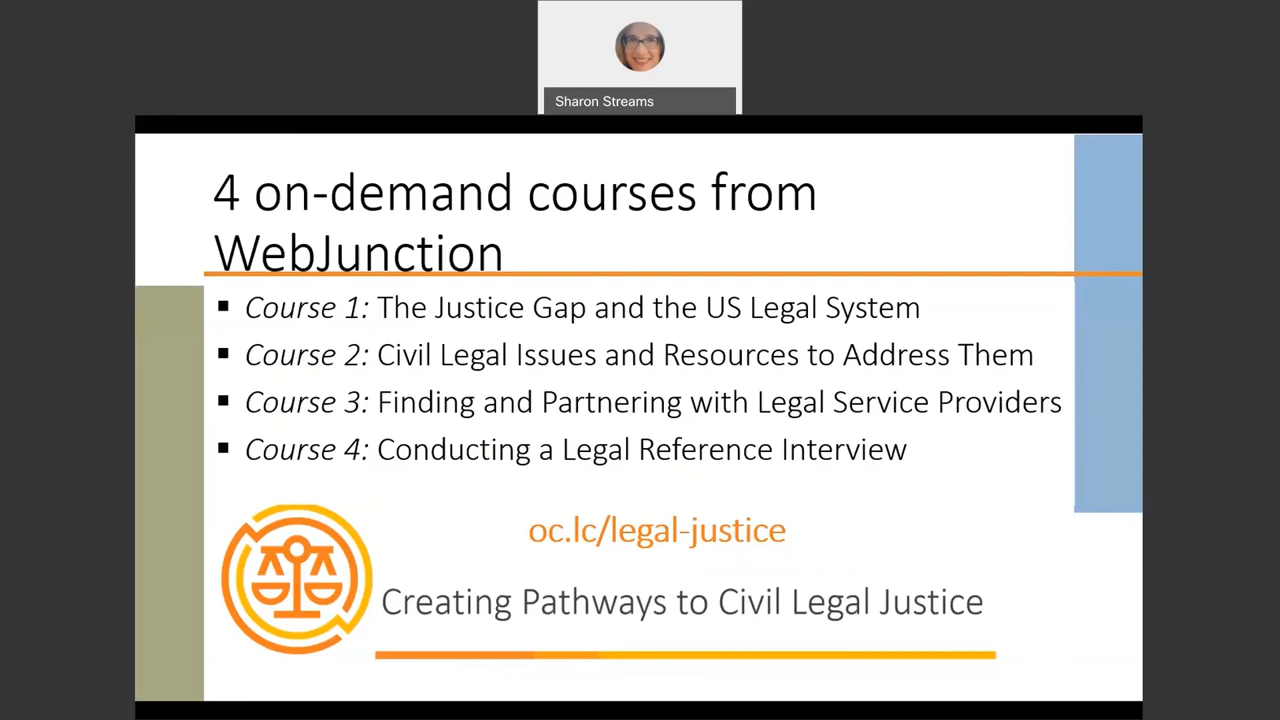 Sharon Streams
4 on-demand courses from
WebJunction
▪ Course 1: The Justice Gap and the US Legal System
▪ Course 2: Civil Legal Issues and Resources to Address Them
▪ Course 3: Finding and Partnering with Legal Service Providers
▪ Course 4: Conducting a Legal Reference Interview
oc.lc/legal-justice
Creating Pathways to Civil Legal Justice